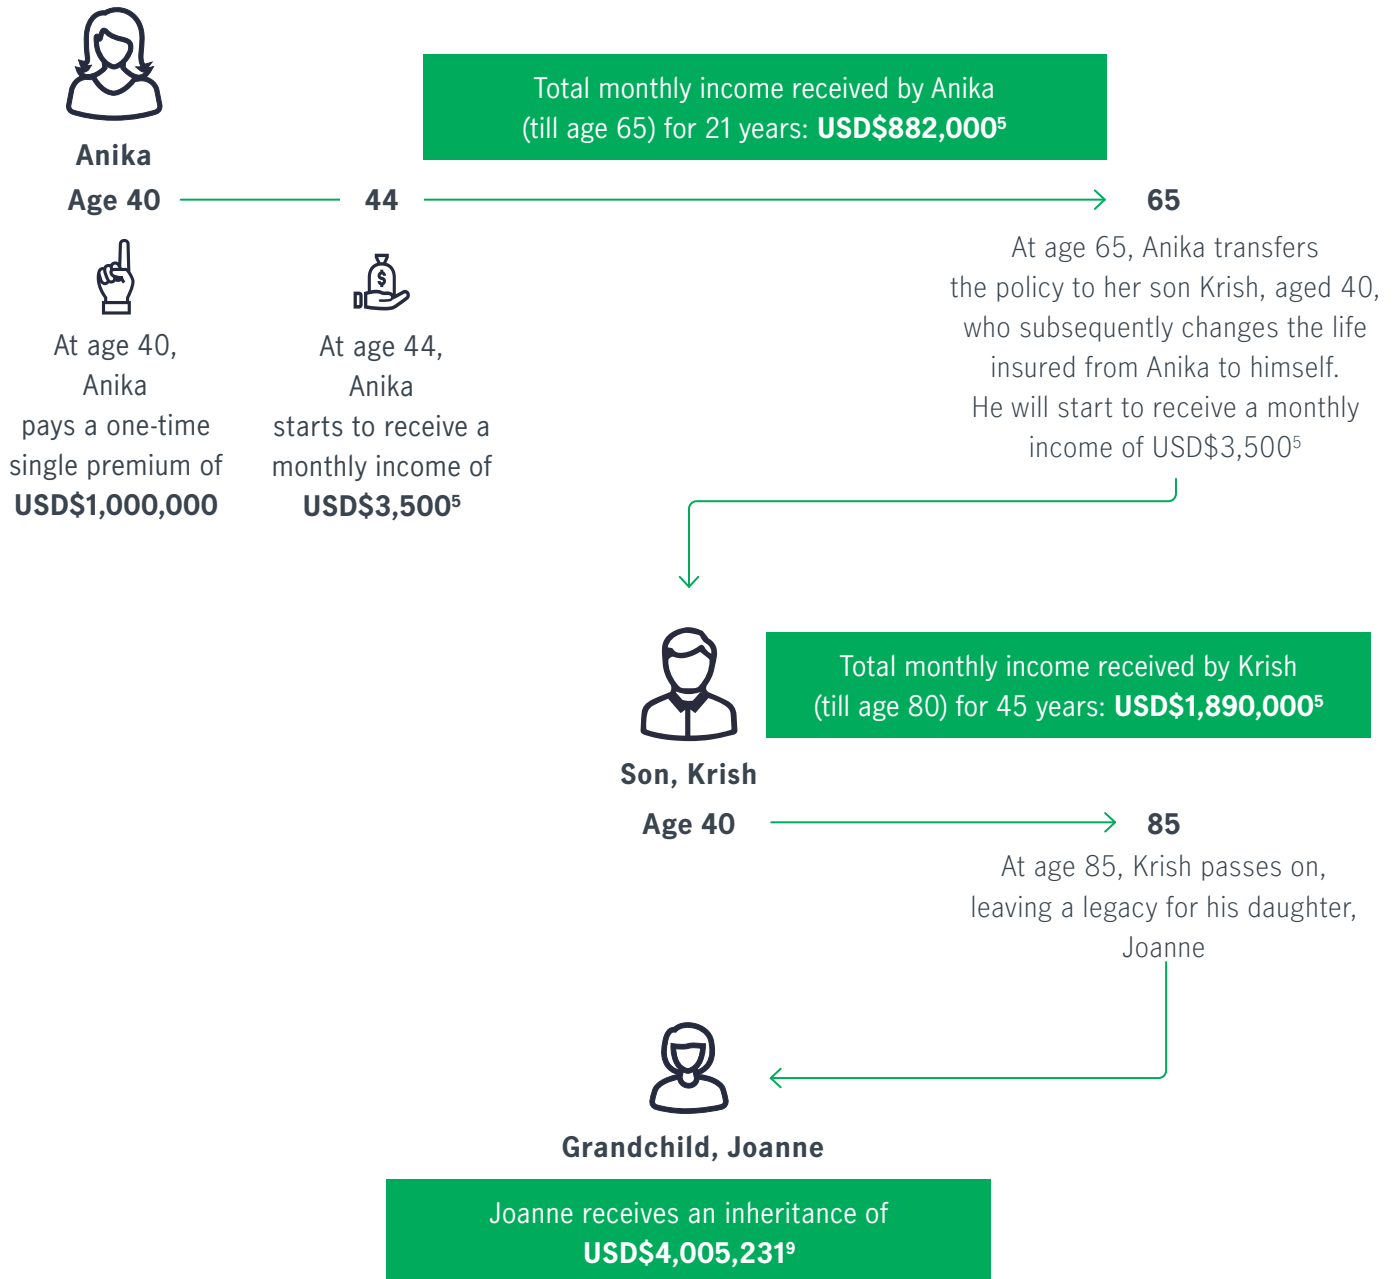 Total monthly income received by Anika
(till age 65) for 21 years: USD$882,000⁵
Anika
Age 40
44
65
At age 40,
Anika
pays a one-time
single premium of
USD$1,000,000
$
At age 44,
Anika
starts to receive a
monthly income of
USD$3,500⁵
At age 65, Anika transfers
the policy to her son Krish, aged 40,
who subsequently changes the life
insured from Anika to himself.
He will start to receive a monthly
income of USD$3,500⁵
Total monthly income received by Krish
(till age 80) for 45 years: USD$1,890,000⁵
Son, Krish
Age 40
85
At age 85, Krish passes on,
leaving a legacy for his daughter,
Joanne
Grandchild, Joanne
Joanne receives an inheritance of
USD$4,005,231⁹